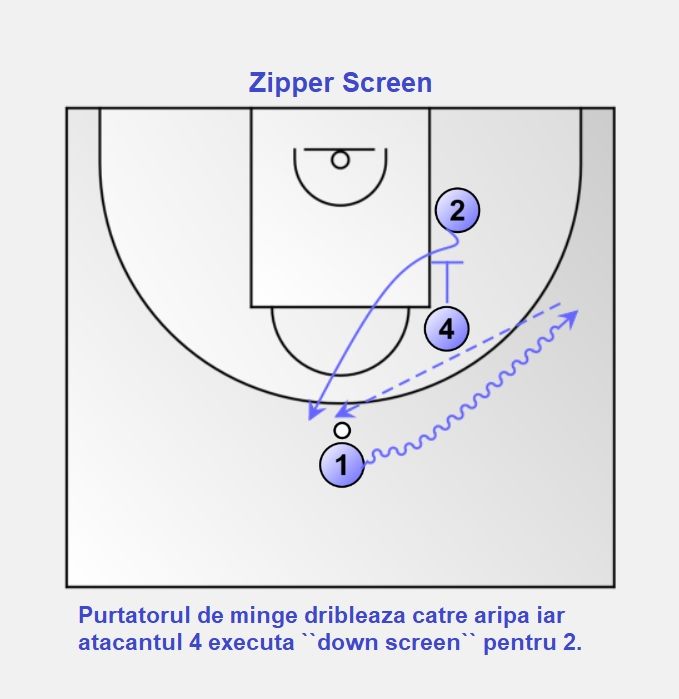 Zipper Screen
2
4
1
Purtatorul de minge dribleaza catre aripa iar
atacantul 4 executa ``down screen`` pentru 2.